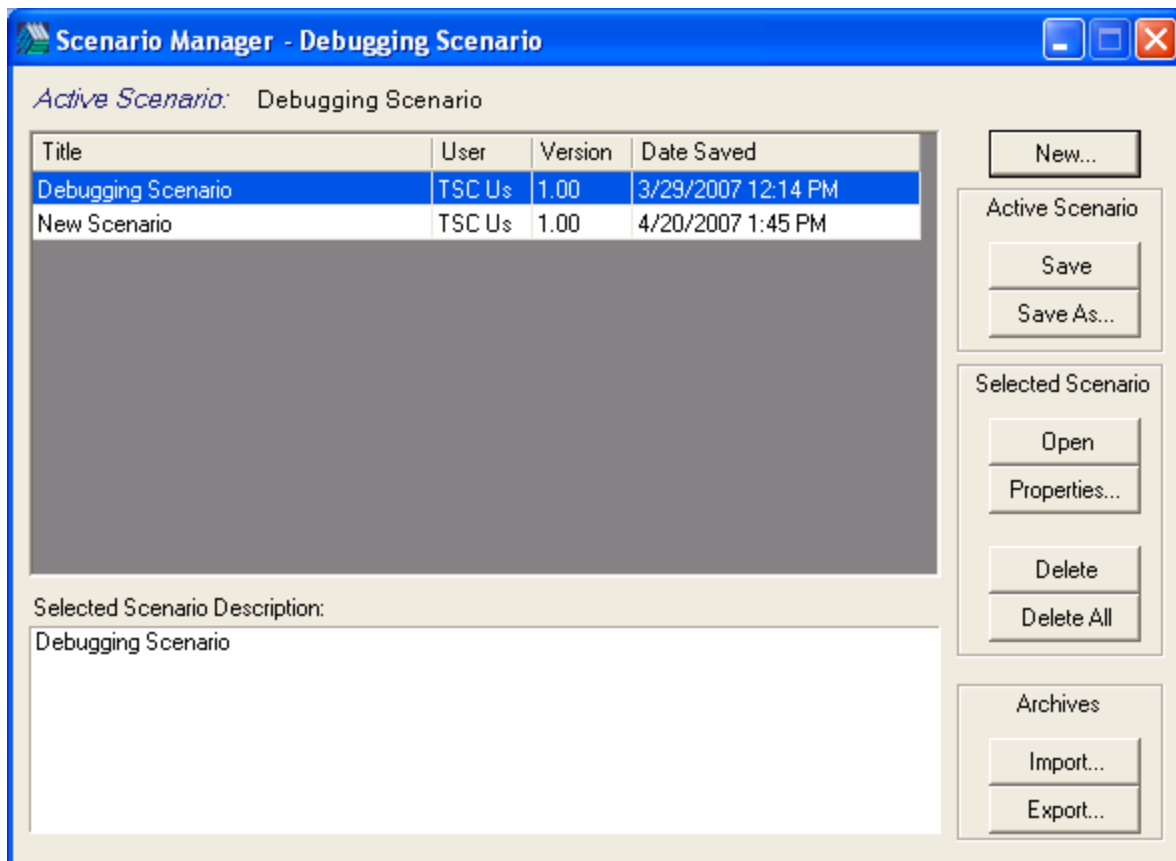 Scenario Manager - Debugging Scenario
Active Scenario: Debugging Scenario
Title User Version Date Saved
Debugging Scenario TSC Us 1.00 3/29/2007 12:14 PM
New Scenario TSC Us 1.00 4/20/2007 1:45 PM
Selected Scenario Description:
Debugging Scenario
New...
Active Scenario
Save
Save As...
Selected Scenario
Open
Properties...
Delete
Delete All
Archives
Import...
Export...